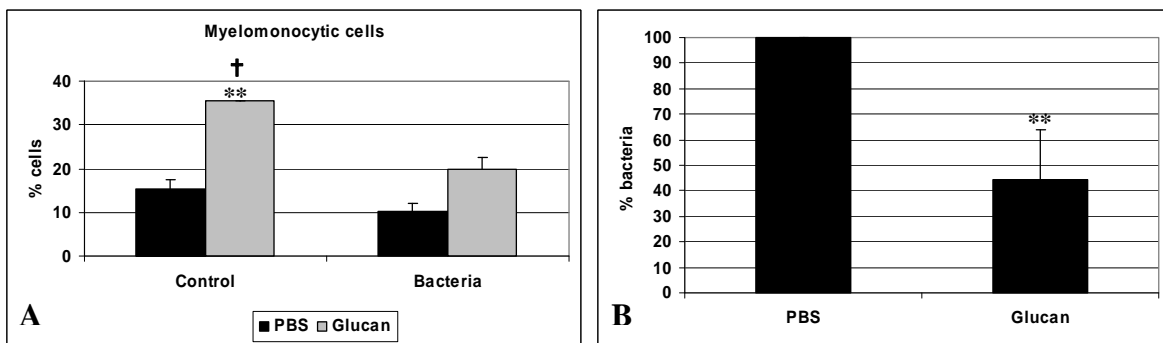 Myelomonocytic cells
†
**
40
30
20
10
0
% cells
Control Bacteria
PBS Glucan
A
100
90
80
70
60
50
40
30
20
10
0
% bacteria
**
PBS Glucan
B